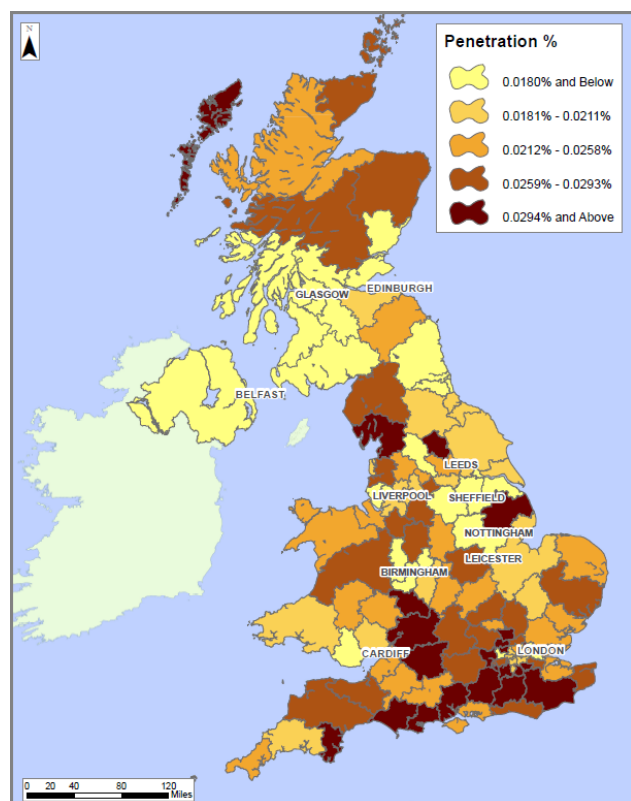 N
Penetration %
0.0180% and Below
0.0181% - 0.0211%
0.0212% - 0.0258%
0.0259% - 0.0293%
0.0294% and Above
EDINBURGH
GLASGOW
BELFAST
LEEDS
LIVERPOOL
SHEFFIELD
NOTTINGHAM
LEICESTER
BIRMINGHAM
CARDIFF
LONDON
0 20 40 80 120
Miles